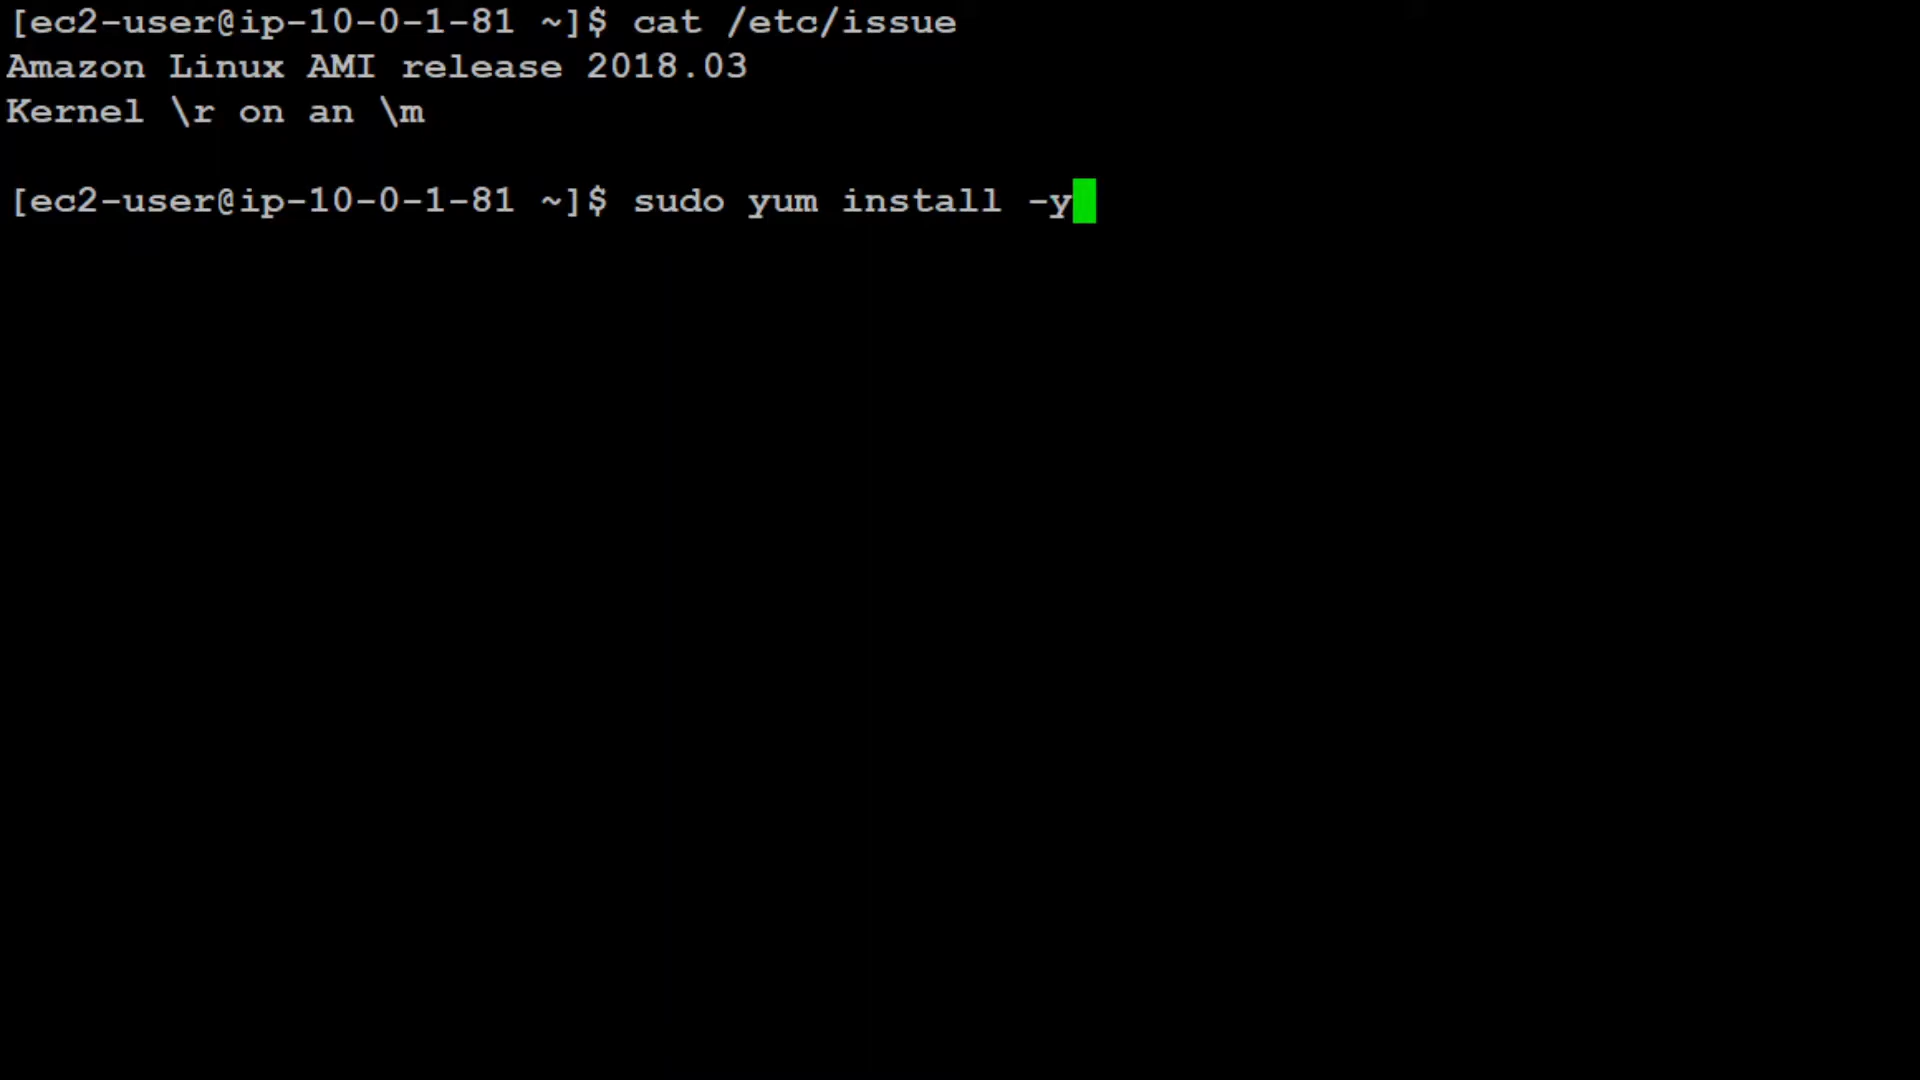 [ec2-user@ip-10-0-1-81 ~]$ cat /etc/issue
Amazon Linux AMI release 2018.03
Kernel \r on an \m
[ec2-user@ip-10-0-1-81 ~]$ sudo yum install -y